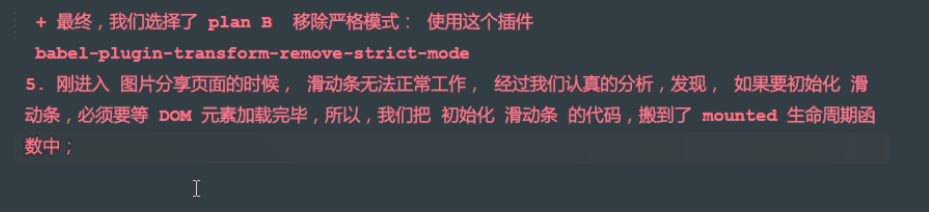 + 最终，我们选择了 plan B  移除严格模式： 使用这个插件
babel-plugin-transform-remove-strict-mode
5. 刚进入 图片分享页面的时候， 滑动条无法正常工作， 经过我们认真的分析，发现， 如果要初始化 滑
动条，必须要等 DOM 元素加载完毕，所以，我们把 初始化 滑动条 的代码，搬到了 mounted 生命周期函
数中；